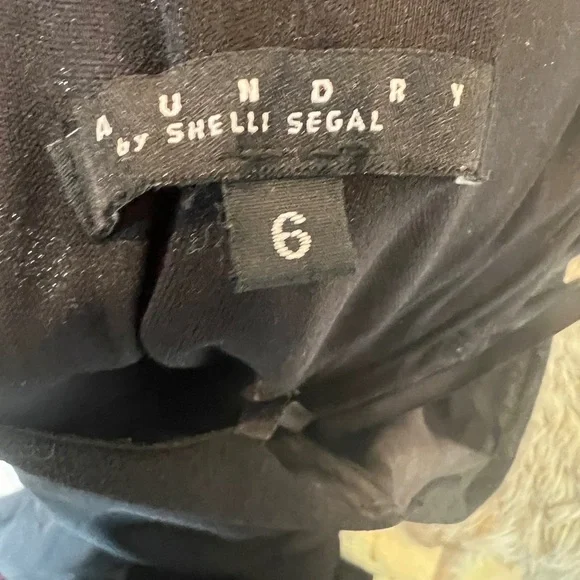 A U N D R Y
by SHELLI SEGAL
6